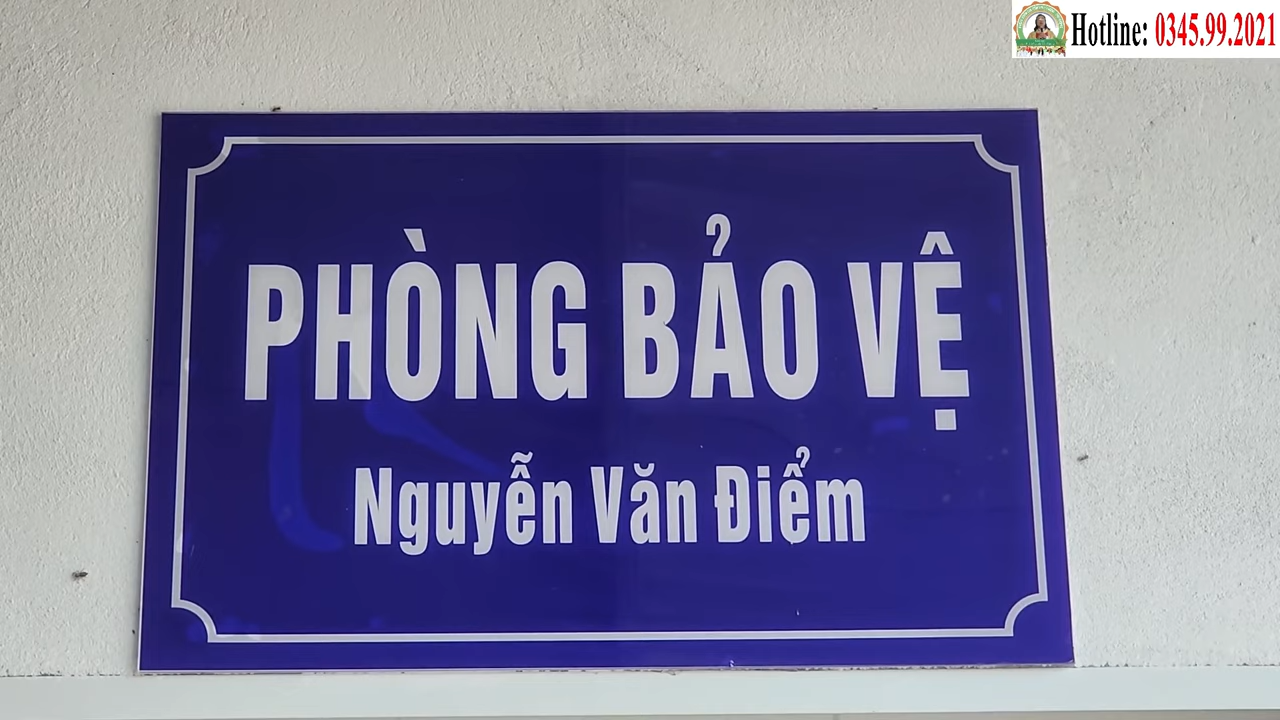 Hotline: 0345.99.2021
PHÒNG BẢO VỆ
Nguyễn Văn Điểm